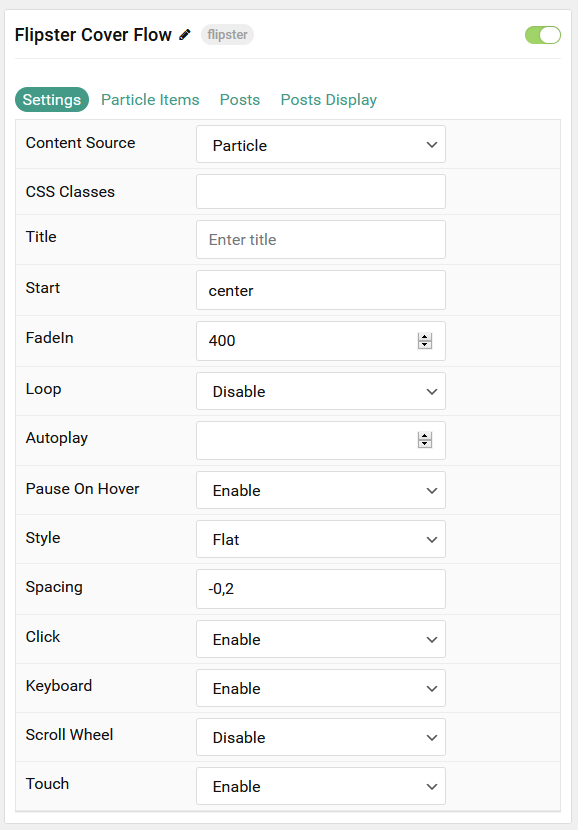 Flipster Cover Flow flipster
Settings Particle Items Posts Posts Display
Content Source Particle
CSS Classes
Title Enter title
Start center
FadeIn 400
Loop Disable
Autoplay
Pause On Hover Enable
Style Flat
Spacing -0,2
Click Enable
Keyboard Enable
Scroll Wheel Disable
Touch Enable